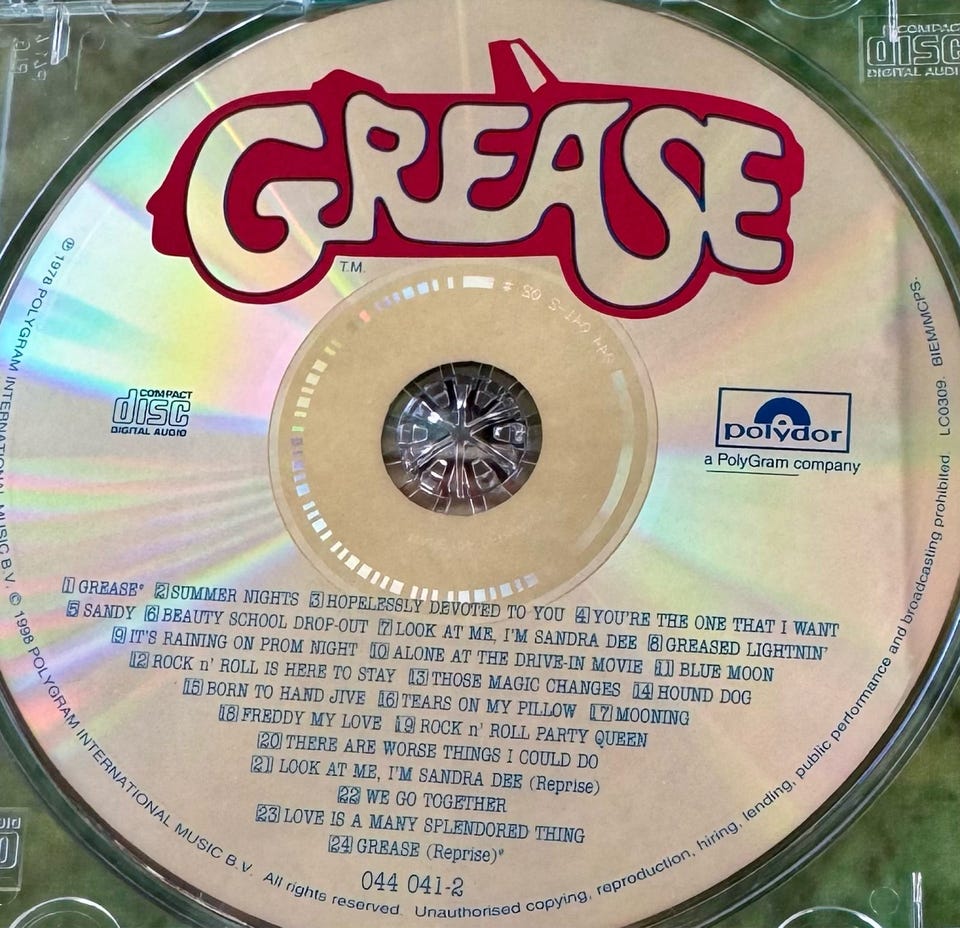 COMPACT
disc
DIGITAL AUDIO
GREASE
T.M.
COMPACT
disc
DIGITAL AUDIO
polydor
a PolyGram company
1 GREASE* 2 SUMMER NIGHTS 3 HOPELESSLY DEVOTED TO YOU 4 YOU'RE THE ONE THAT I WANT
5 SANDY 6 BEAUTY SCHOOL DROP-OUT 7 LOOK AT ME, I'M SANDRA DEE 8 GREASED LIGHTNIN'
9 IT'S RAINING ON PROM NIGHT 10 ALONE AT THE DRIVE-IN MOVIE 11 BLUE MOON
12 ROCK n' ROLL IS HERE TO STAY 13 THOSE MAGIC CHANGES 14 HOUND DOG
15 BORN TO HAND JIVE 16 TEARS ON MY PILLOW 17 MOONING
18 FREDDY MY LOVE 19 ROCK n' ROLL PARTY QUEEN
20 THERE ARE WORSE THINGS I COULD DO
21 LOOK AT ME, I'M SANDRA DEE (Reprise)
22 WE GO TOGETHER
23 LOVE IS A MANY SPLENDORED THING
24 GREASE (Reprise)*
044 041-2
℗ 1978 POLYGRAM INTERNATIONAL MUSIC B.V. © 1998 POLYGRAM INTERNATIONAL MUSIC B.V. All rights reserved. Unauthorised copying, reproduction, hiring, lending, public performance and broadcasting prohibited. LC0309. BIEM/MCPS.